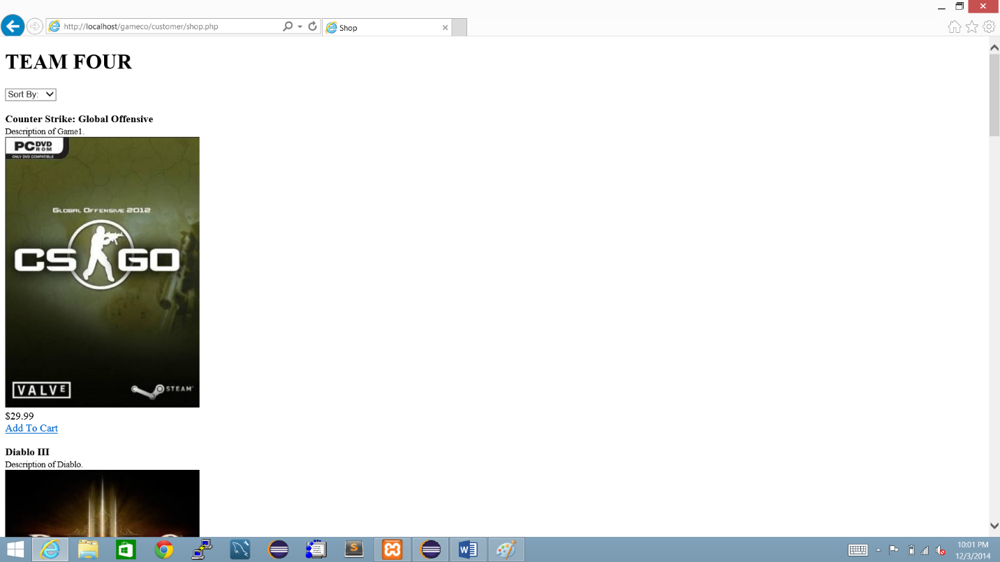 http://localhost/gameco/customer/shop.php
Shop
TEAM FOUR
Sort By:
Counter Strike: Global Offensive
Description of Game1.
PC DVD ROM
ONLY DVD COMPATIBLE
GLOBAL OFFENSIVE 2012
CS GO
VALVE
STEAM
$29.99
Add To Cart
Diablo III
Description of Diablo.
10:01 PM
12/3/2014